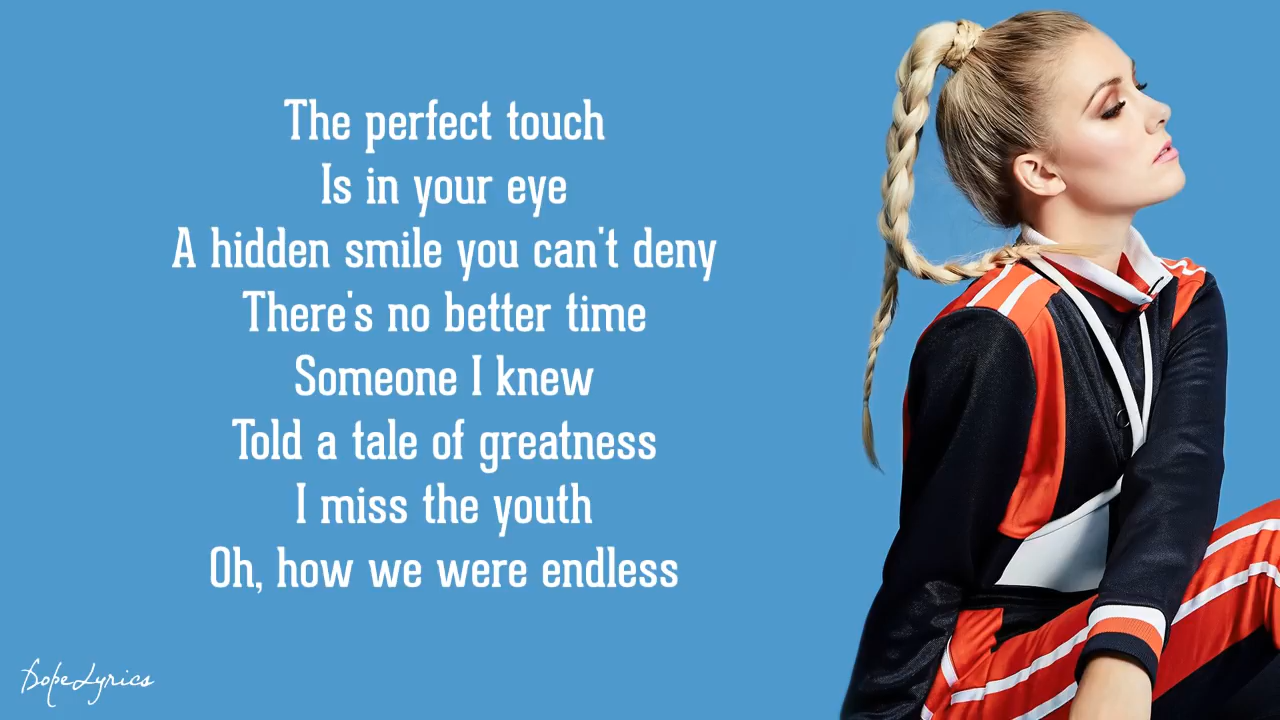 The perfect touch
Is in your eye
A hidden smile you can't deny
There's no better time
Someone I knew
Told a tale of greatness
I miss the youth
Oh, how we were endless
DopeLyrics